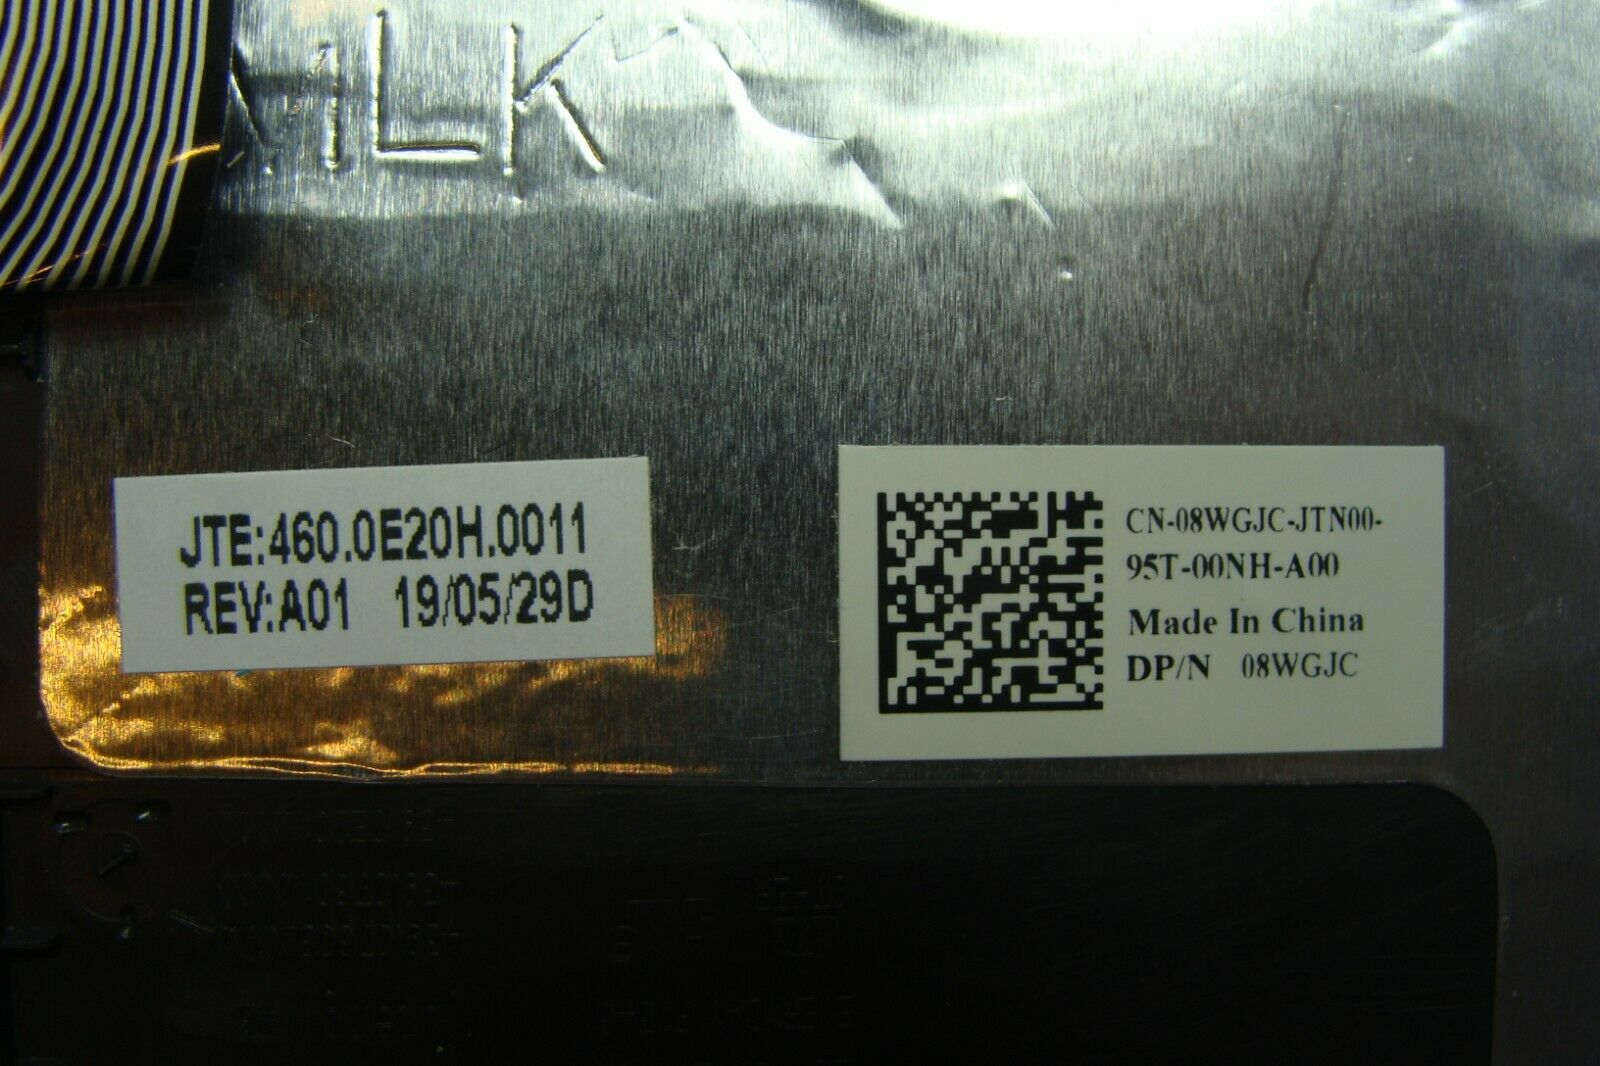 MLK
JTE:460.0E20H.0011
REV:A01 19/05/29D
CN-08WGJC-JTN00-
95T-00NH-A00
Made In China
DP/N 08WGJC